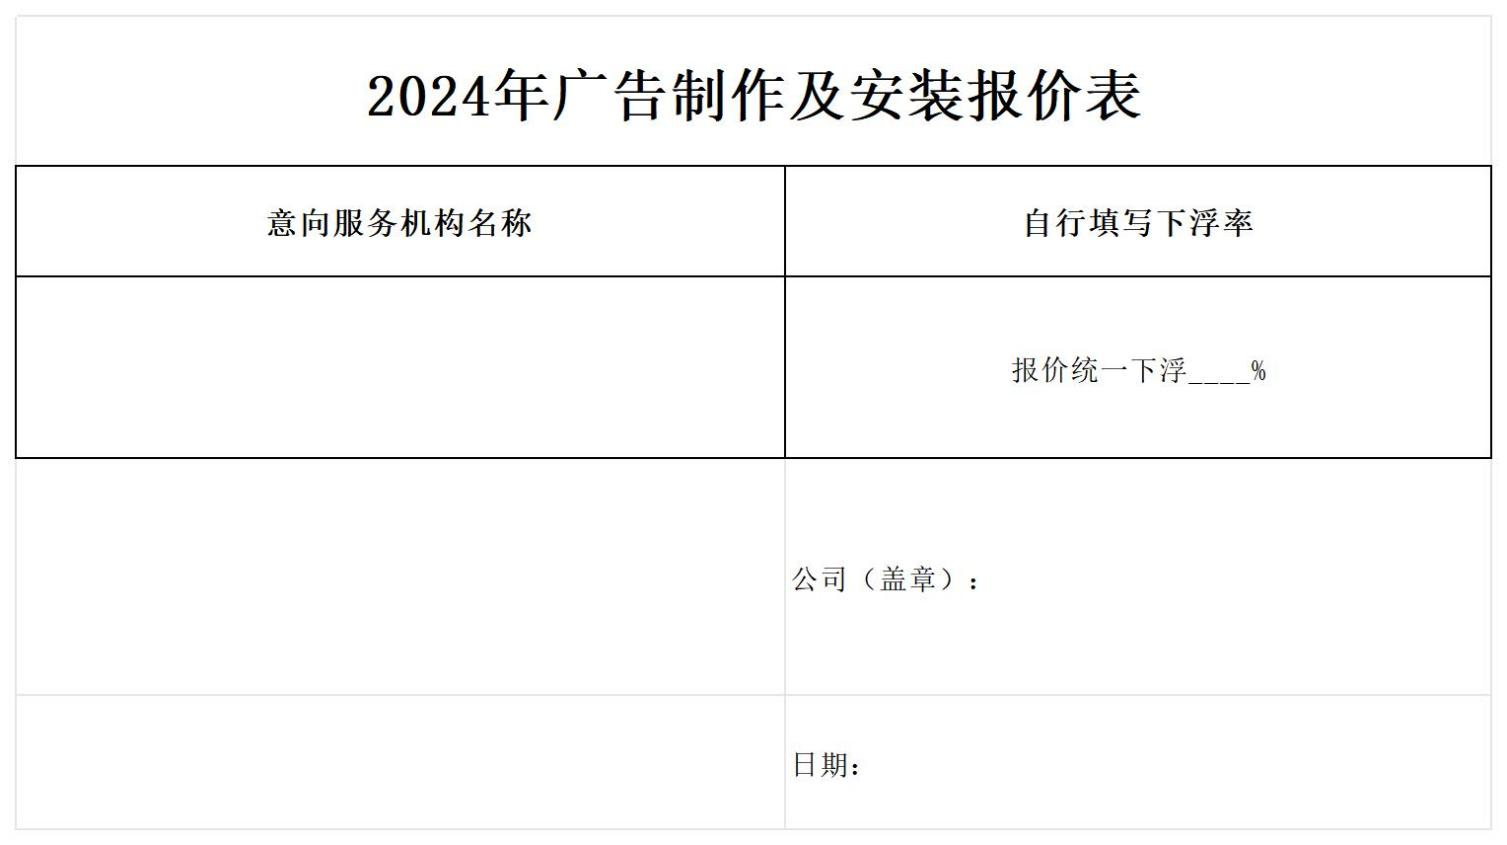 2024年广告制作及安装报价表
意向服务机构名称
自行填写下浮率
报价统一下浮____%
公司（盖章）：
日期：